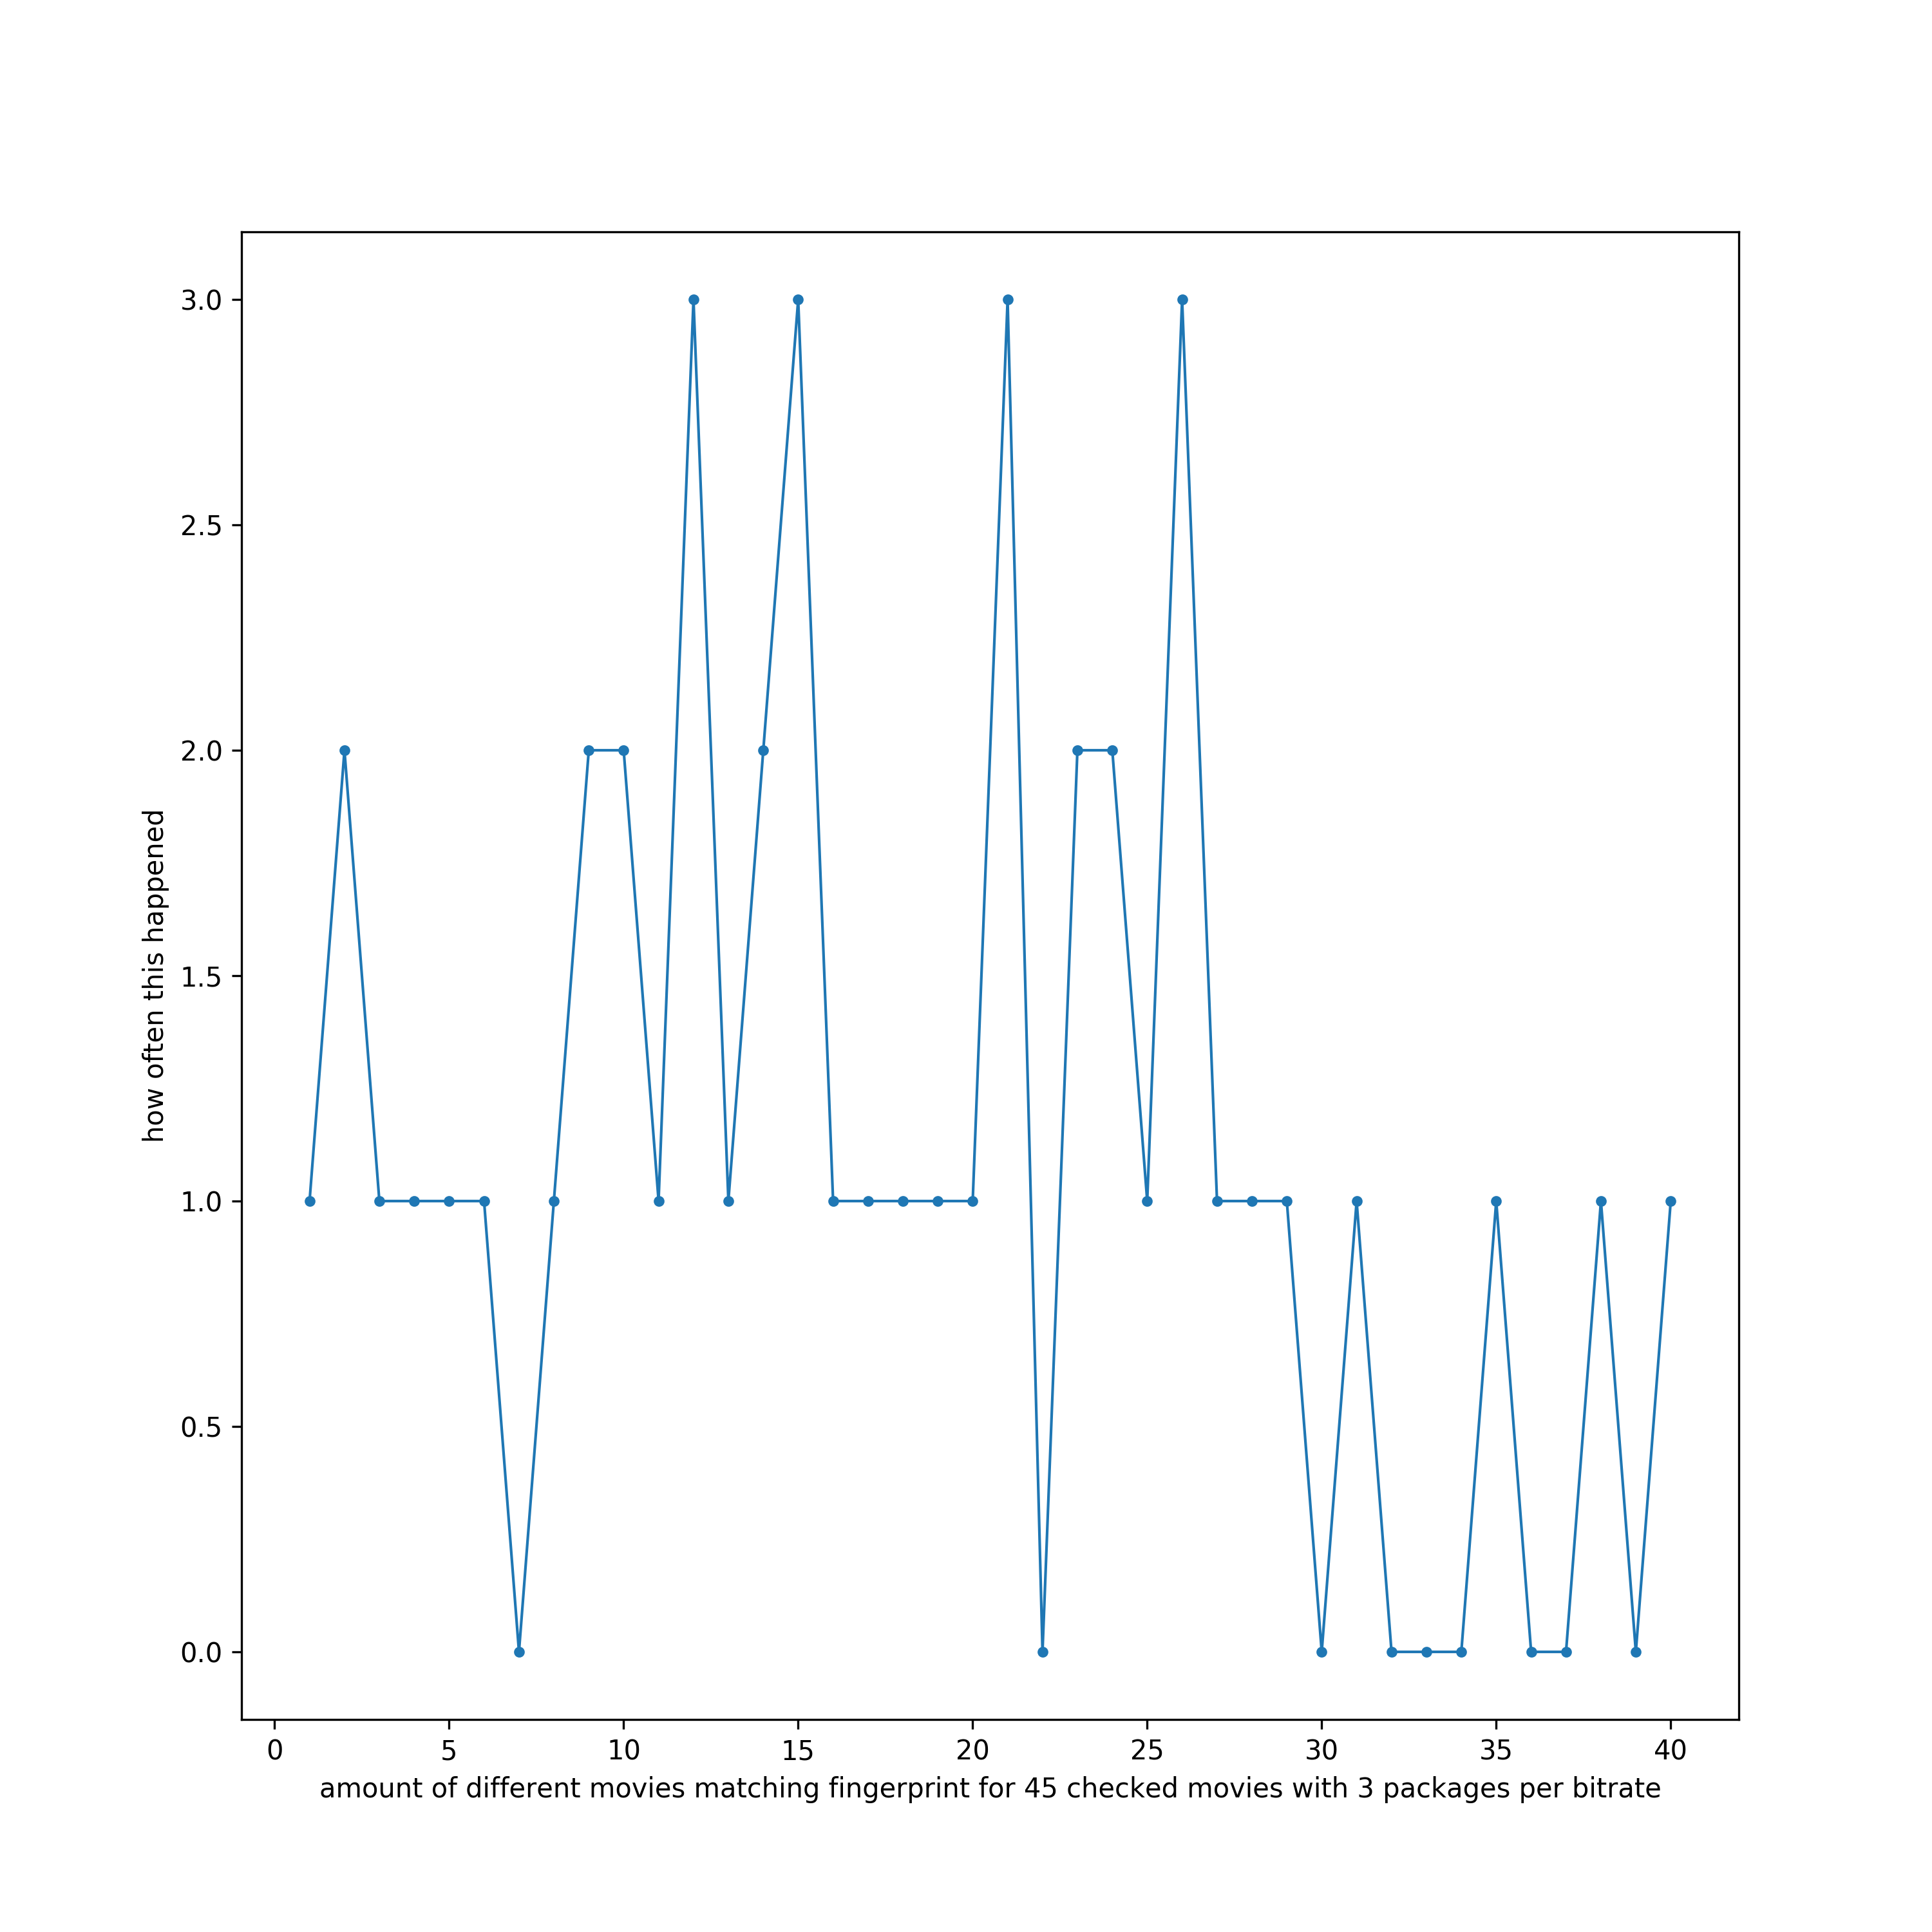 3.0
2.5
2.0
1.5
1.0
0.5
0.0
how often this happened
0 5 10 15 20 25 30 35 40
amount of different movies matching fingerprint for 45 checked movies with 3 packages per bitrate